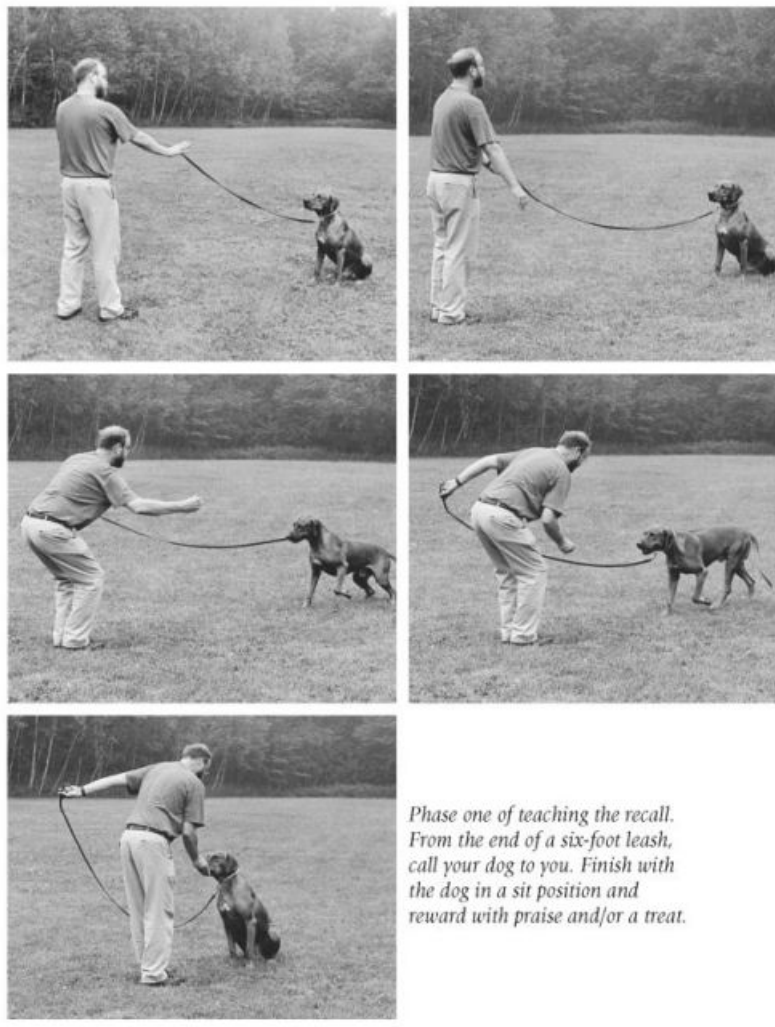 Phase one of teaching the recall.
From the end of a six-foot leash,
call your dog to you. Finish with
the dog in a sit position and
reward with praise and/or a treat.